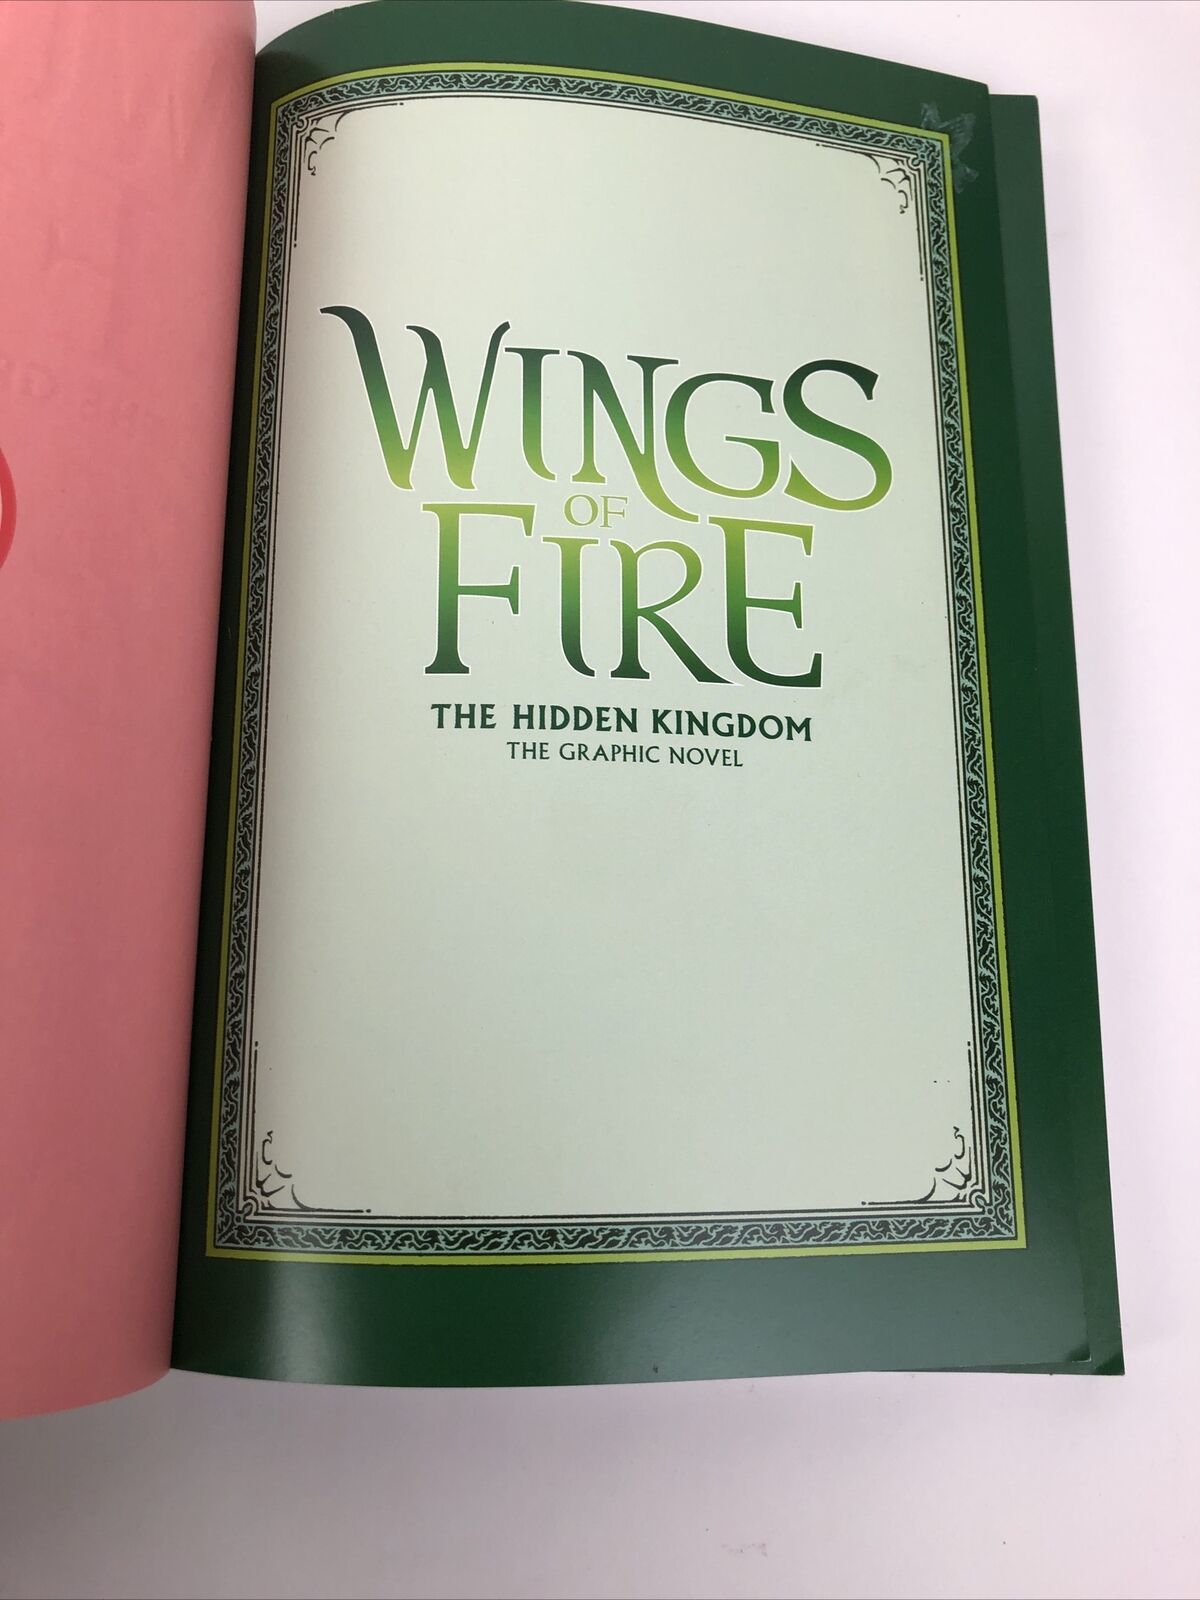 WINGS
OF
FIRE
THE HIDDEN KINGDOM
THE GRAPHIC NOVEL